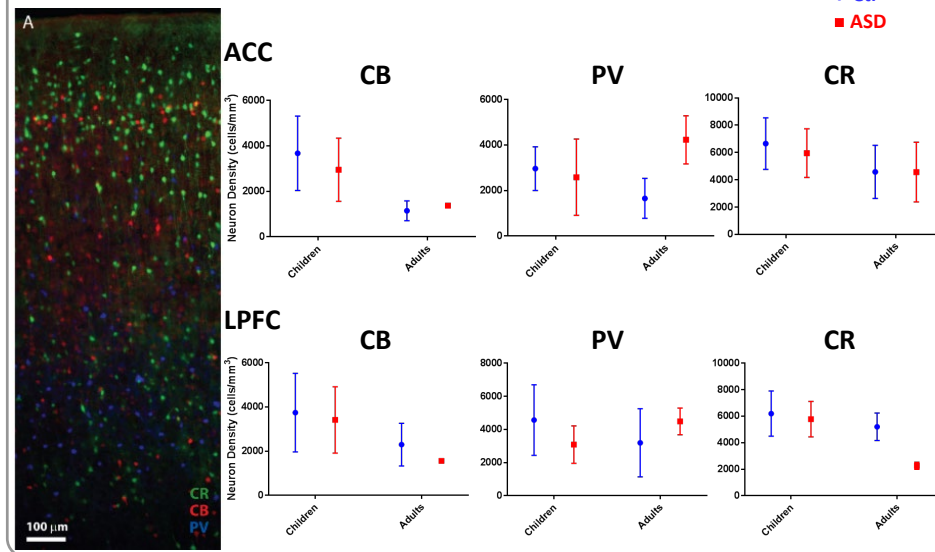 A
ASD
ACC
CB
PV
CR
Neuron Density (cells/mm³)
6000
4000
2000
0
Children
Adults
6000
4000
2000
0
Children
Adults
10000
8000
6000
4000
2000
0
Children
Adults
LPFC
CB
PV
CR
Neuron Density (cells/mm³)
6000
4000
2000
0
Children
Adults
8000
6000
4000
2000
0
Children
Adults
10000
8000
6000
4000
2000
0
Children
Adults
CR
CB
PV
100 μm